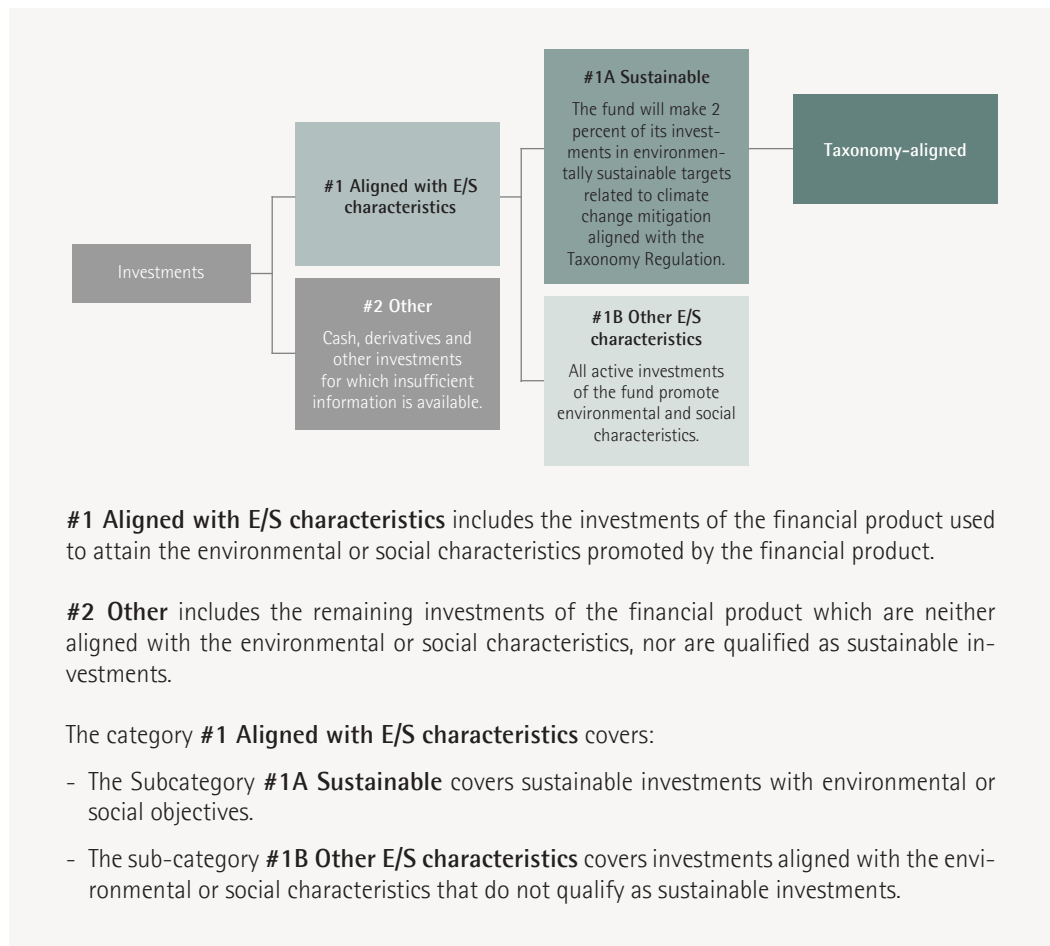 #1A Sustainable
The fund will make 2
percent of its invest-
ments in environmen-
tally sustainable targets
related to climate
change mitigation
aligned with the
Taxonomy Regulation.
Taxonomy-aligned
#1 Aligned with E/S
characteristics
Investments
#2 Other
Cash, derivatives and
other investments
for which insufficient
information is available.
#1B Other E/S
characteristics
All active investments
of the fund promote
environmental and social
characteristics.
#1 Aligned with E/S characteristics includes the investments of the financial product used
to attain the environmental or social characteristics promoted by the financial product.
#2 Other includes the remaining investments of the financial product which are neither
aligned with the environmental or social characteristics, nor are qualified as sustainable in-
vestments.
The category #1 Aligned with E/S characteristics covers:
- The Subcategory #1A Sustainable covers sustainable investments with environmental or
social objectives.
- The sub-category #1B Other E/S characteristics covers investments aligned with the envi-
ronmental or social characteristics that do not qualify as sustainable investments.